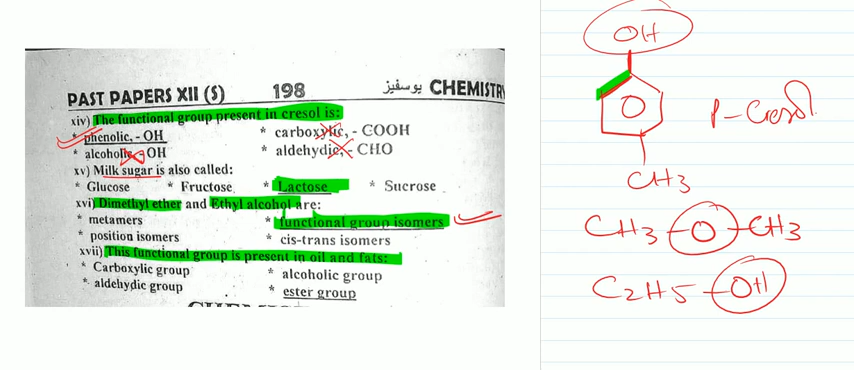 PAST PAPERS XII (S) 198 يوسفيز CHEMISTRY
xiv) The functional group present in cresol is:
* phenolic, - OH * carboxylic, - COOH
* alcoholic - OH * aldehydic, - CHO
xv) Milk sugar is also called:
* Glucose * Fructose * Lactose * Sucrose
xvi) Dimethyl ether and Ethyl alcohol are:
* metamers * functional group isomers
* position isomers * cis-trans isomers
xvii) This functional group is present in oil and fats:
* Carboxylic group * alcoholic group
* aldehydic group * ester group
OH
P-Cresol
CH3
CH3-O-CH3
C2H5-OH